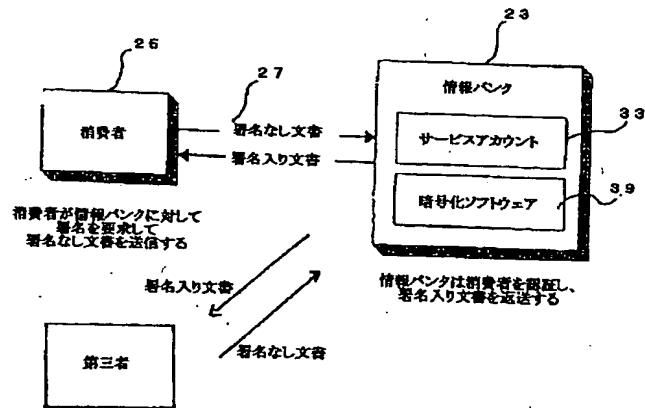 26
消費者
27
署名なし文書
署名入り文書
23
情報バンク
サービスアカウント
33
暗号化ソフトウェア
39
消費者が情報バンクに対して
署名を要求して
署名なし文書を送信する
情報バンクは消費者を認証し、
署名入り文書を返送する
署名入り文書
署名なし文書
第三者